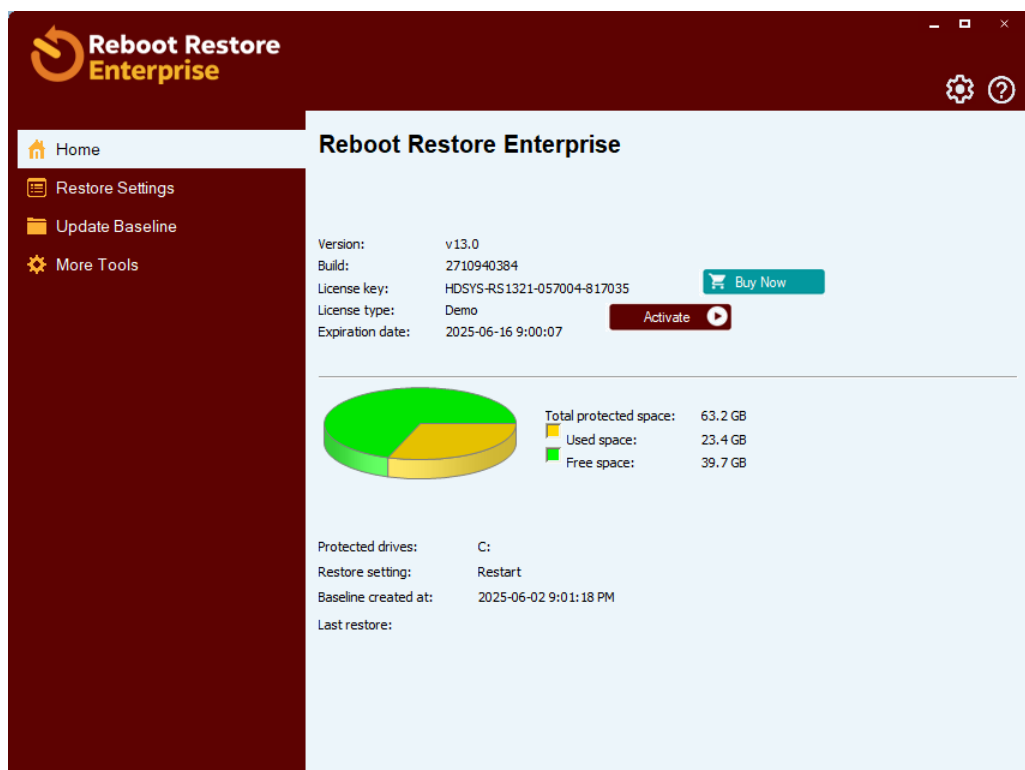 Reboot Restore
Enterprise
Home
Restore Settings
Update Baseline
More Tools
Reboot Restore Enterprise
Version: v13.0
Build: 2710940384
License key: HDSYS-RS1321-057004-817035
Buy Now
License type: Demo
Activate
Expiration date: 2025-06-16 9:00:07
Total protected space: 63.2 GB
Used space: 23.4 GB
Free space: 39.7 GB
Protected drives: C:
Restore setting: Restart
Baseline created at: 2025-06-02 9:01:18 PM
Last restore: